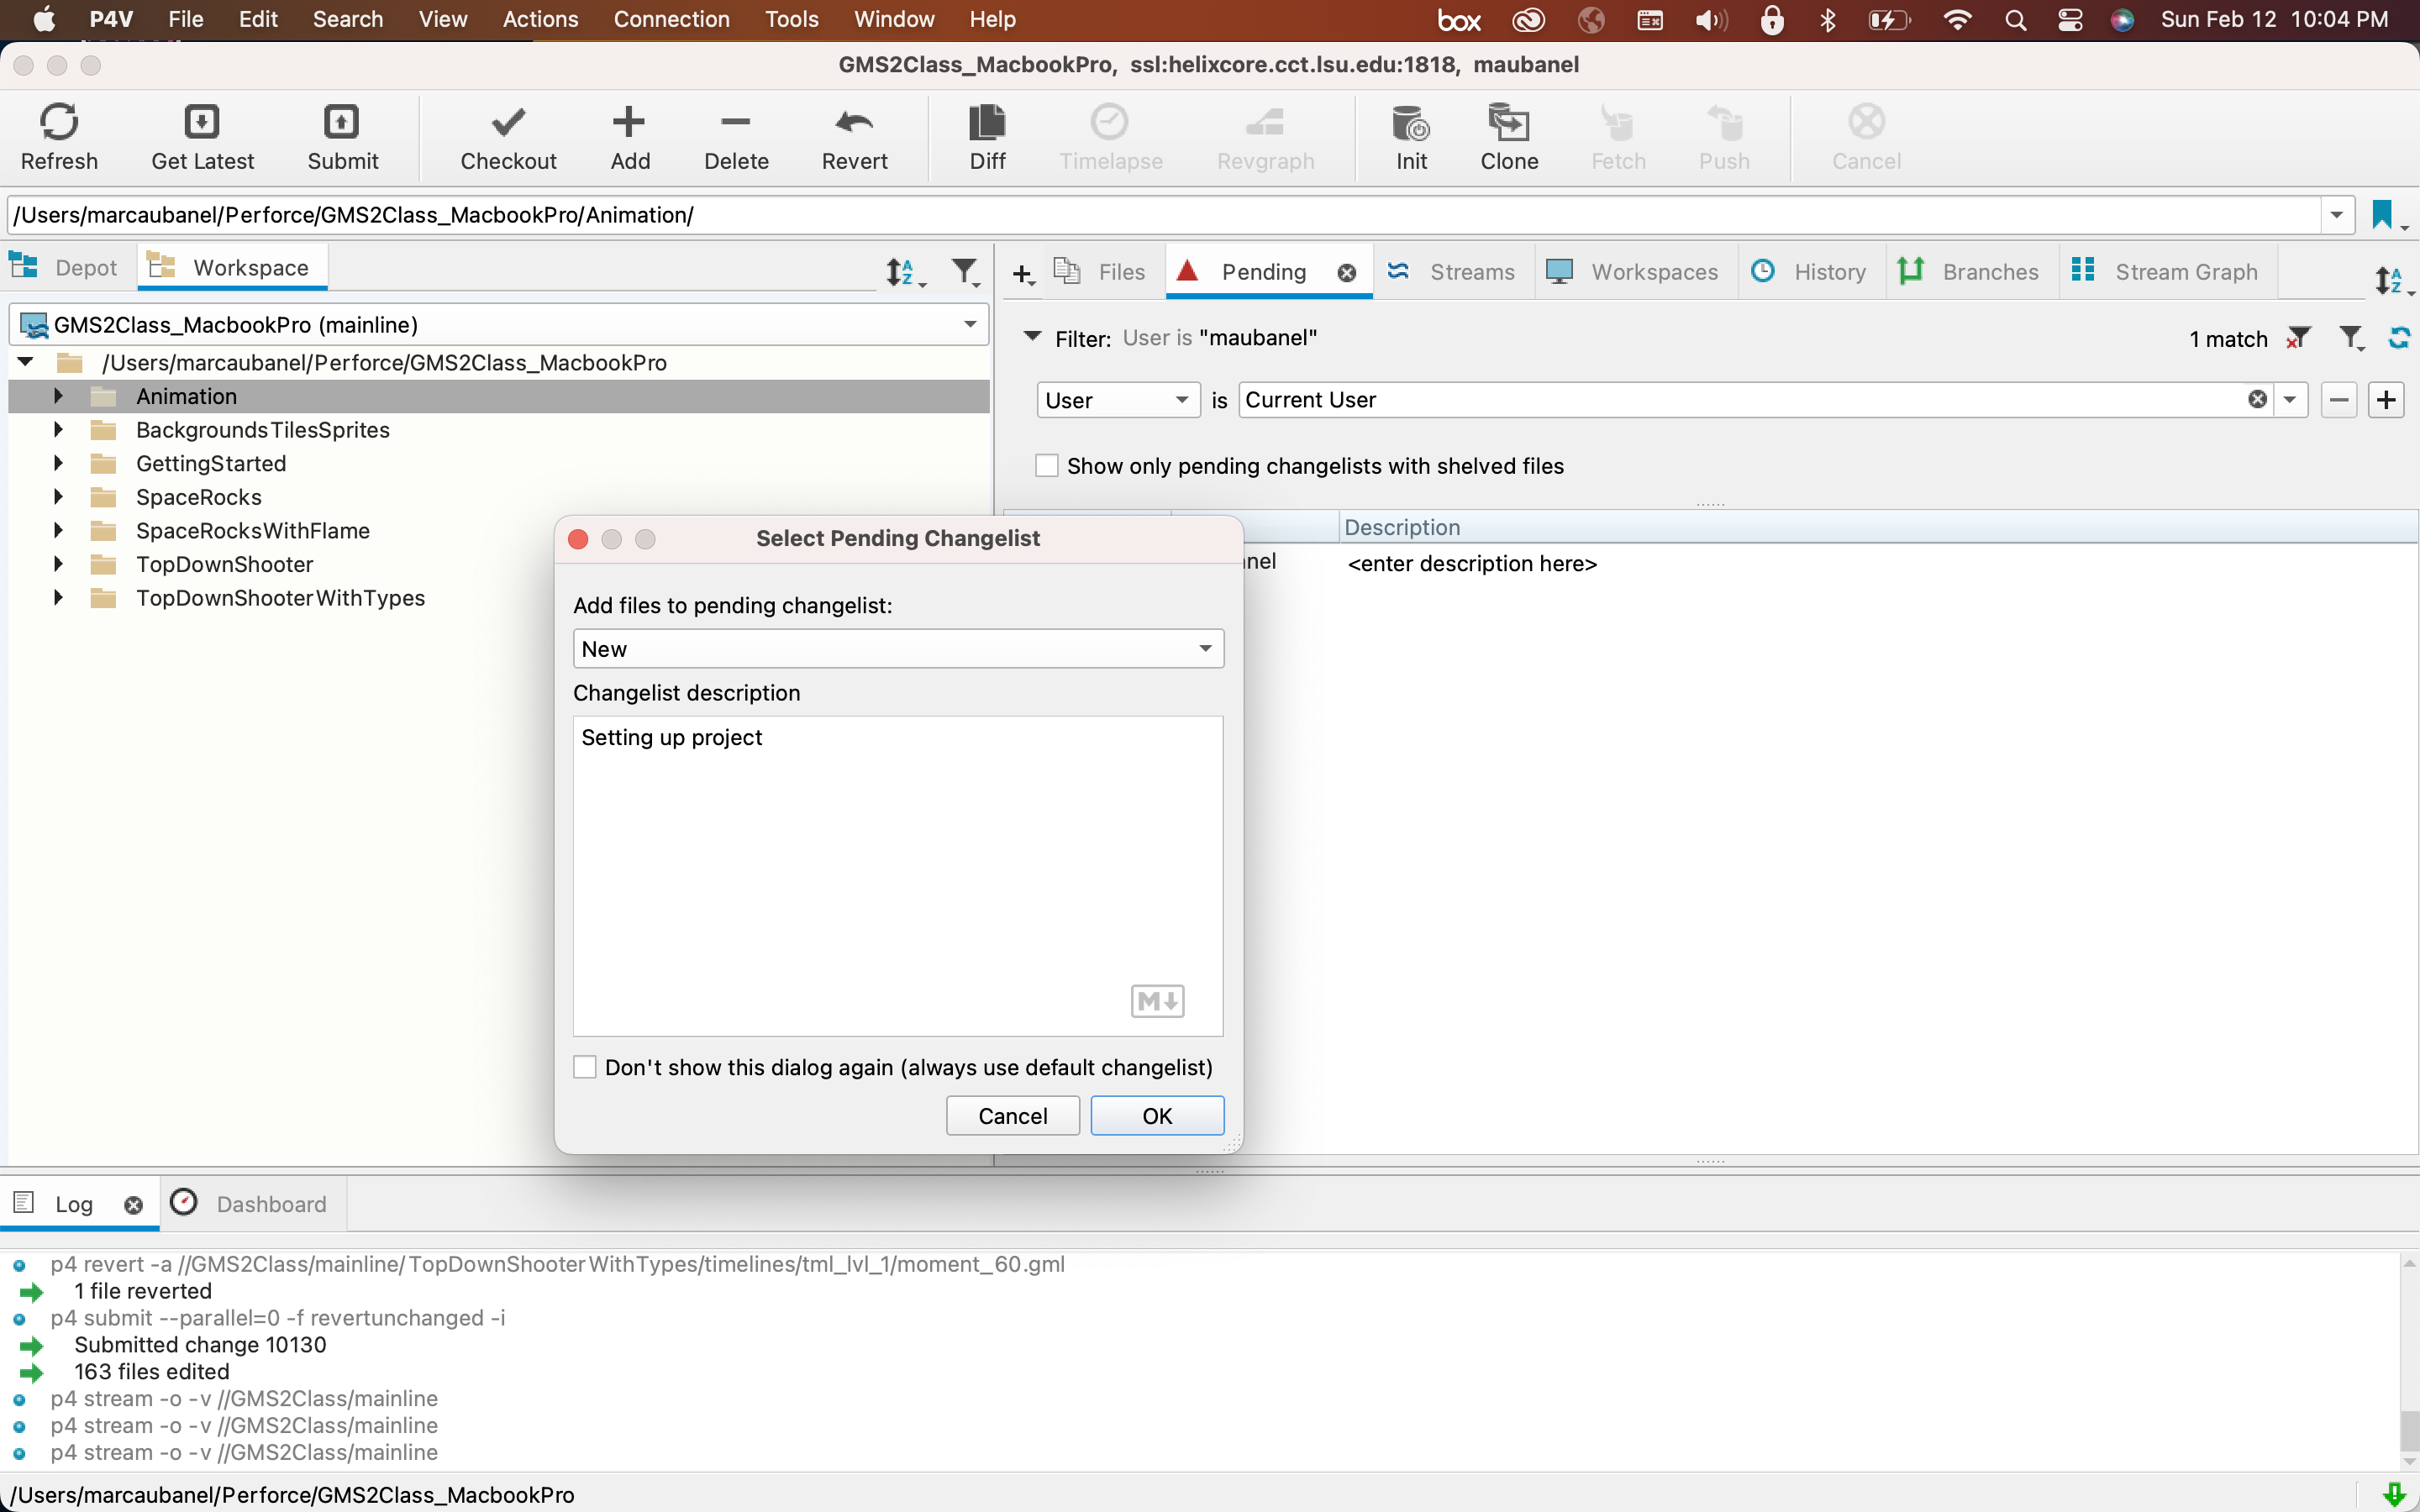 P4V File Edit Search View Actions Connection Tools Window Help box Sun Feb 12 10:04 PM
GMS2Class_MacbookPro, ssl:helixcore.cct.lsu.edu:1818, maubanel
Refresh Get Latest Submit Checkout Add Delete Revert Diff Timelapse Revgraph Init Clone Fetch Push Cancel
/Users/marcaubanel/Perforce/GMS2Class_MacbookPro/Animation/
Depot Workspace
Files Pending Streams Workspaces History Branches Stream Graph
GMS2Class_MacbookPro (mainline)
/Users/marcaubanel/Perforce/GMS2Class_MacbookPro
Animation
BackgroundsTilesSprites
GettingStarted
SpaceRocks
SpaceRocksWithFlame
TopDownShooter
TopDownShooterWithTypes
Filter: User is "maubanel" 1 match
User is Current User
Show only pending changelists with shelved files
Description
nel <enter description here>
Select Pending Changelist
Add files to pending changelist:
New
Changelist description
Setting up project
M
Don't show this dialog again (always use default changelist)
Cancel OK
Log Dashboard
p4 revert -a //GMS2Class/mainline/TopDownShooterWithTypes/timelines/tml_lvl_1/moment_60.gml
1 file reverted
p4 submit --parallel=0 -f revertunchanged -i
Submitted change 10130
163 files edited
p4 stream -o -v //GMS2Class/mainline
p4 stream -o -v //GMS2Class/mainline
p4 stream -o -v //GMS2Class/mainline
/Users/marcaubanel/Perforce/GMS2Class_MacbookPro